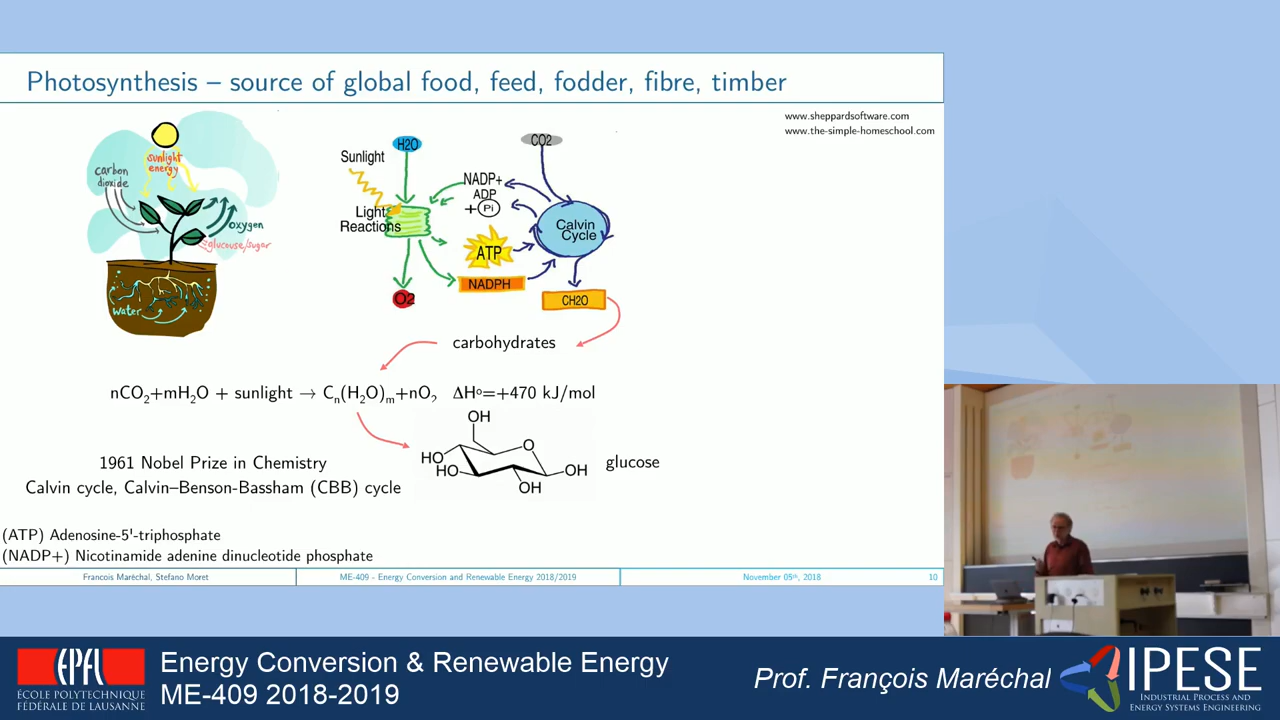 Photosynthesis – source of global food, feed, fodder, fibre, timber
www.sheppardsoftware.com
www.the-simple-homeschool.com
sunlight
energy
carbon
dioxide
oxygen
glucouse/sugar
water
H2O
CO2
Sunlight
NADP+
ADP
+ Pi
Light
Reactions
Calvin
Cycle
ATP
NADPH
O2
CH2O
carbohydrates
nCO₂+mH₂O + sunlight → Cₙ(H₂O)ₘ+nO₂ ΔHº=+470 kJ/mol
OH
O
HO
HO
OH
OH
glucose
1961 Nobel Prize in Chemistry
Calvin cycle, Calvin–Benson-Bassham (CBB) cycle
(ATP) Adenosine-5'-triphosphate
(NADP+) Nicotinamide adenine dinucleotide phosphate
Francois Maréchal, Stefano Moret
ME-409 - Energy Conversion and Renewable Energy 2018/2019
November 05th, 2018
10
EPFL
ÉCOLE POLYTECHNIQUE
FÉDÉRALE DE LAUSANNE
Energy Conversion & Renewable Energy
ME-409 2018-2019
Prof. François Maréchal
IPESE
Industrial Process and
Energy Systems Engineering